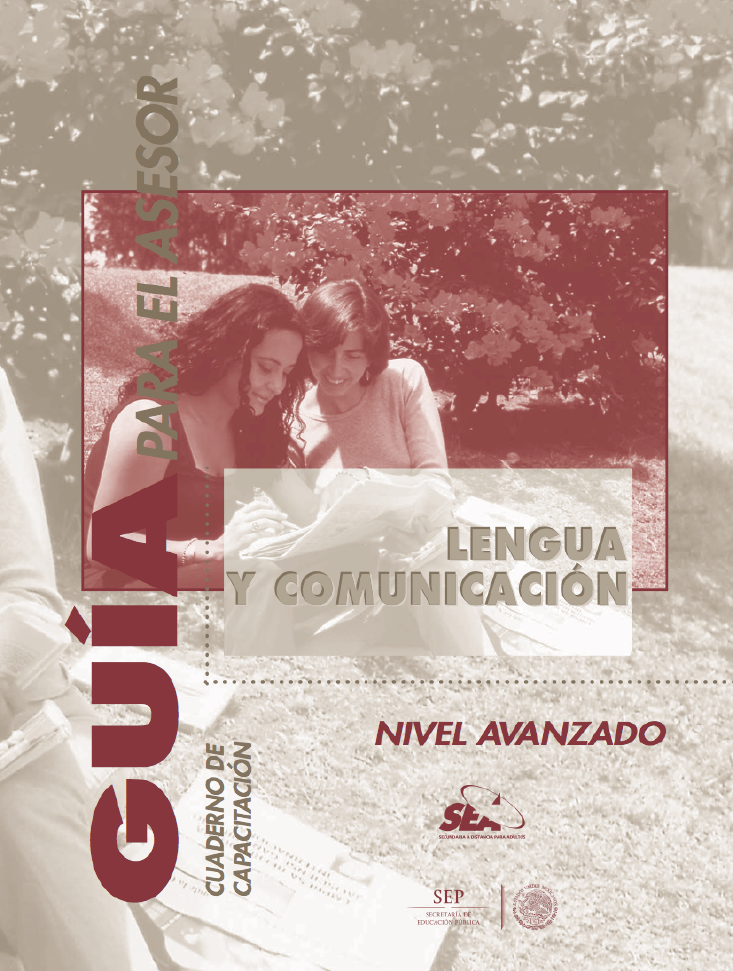 GUÍA PARA EL ASESOR
LENGUA
Y COMUNICACIÓN
NIVEL AVANZADO
CUADERNO DE
CAPACITACIÓN
SEA
SECUNDARIA A DISTANCIA PARA ADULTOS
SEP
SECRETARÍA DE
EDUCACIÓN PÚBLICA